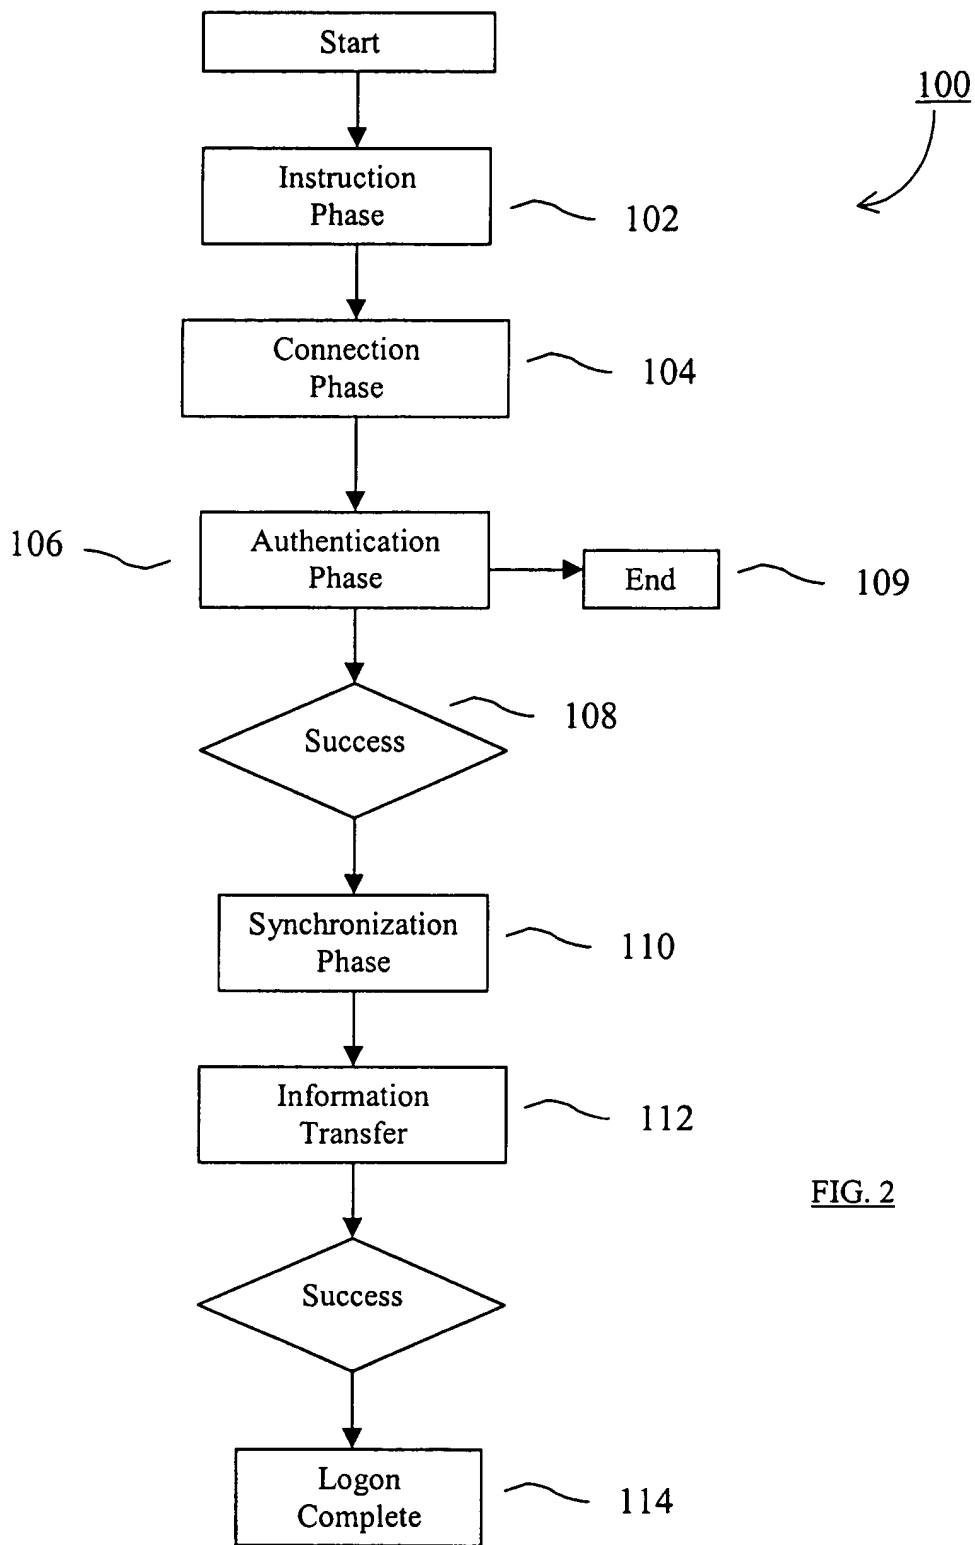 Start
100
Instruction
Phase
102
Connection
Phase
104
106
Authentication
Phase
End
109
108
Success
Synchronization
Phase
110
Information
Transfer
112
FIG. 2
Success
Logon
Complete
114